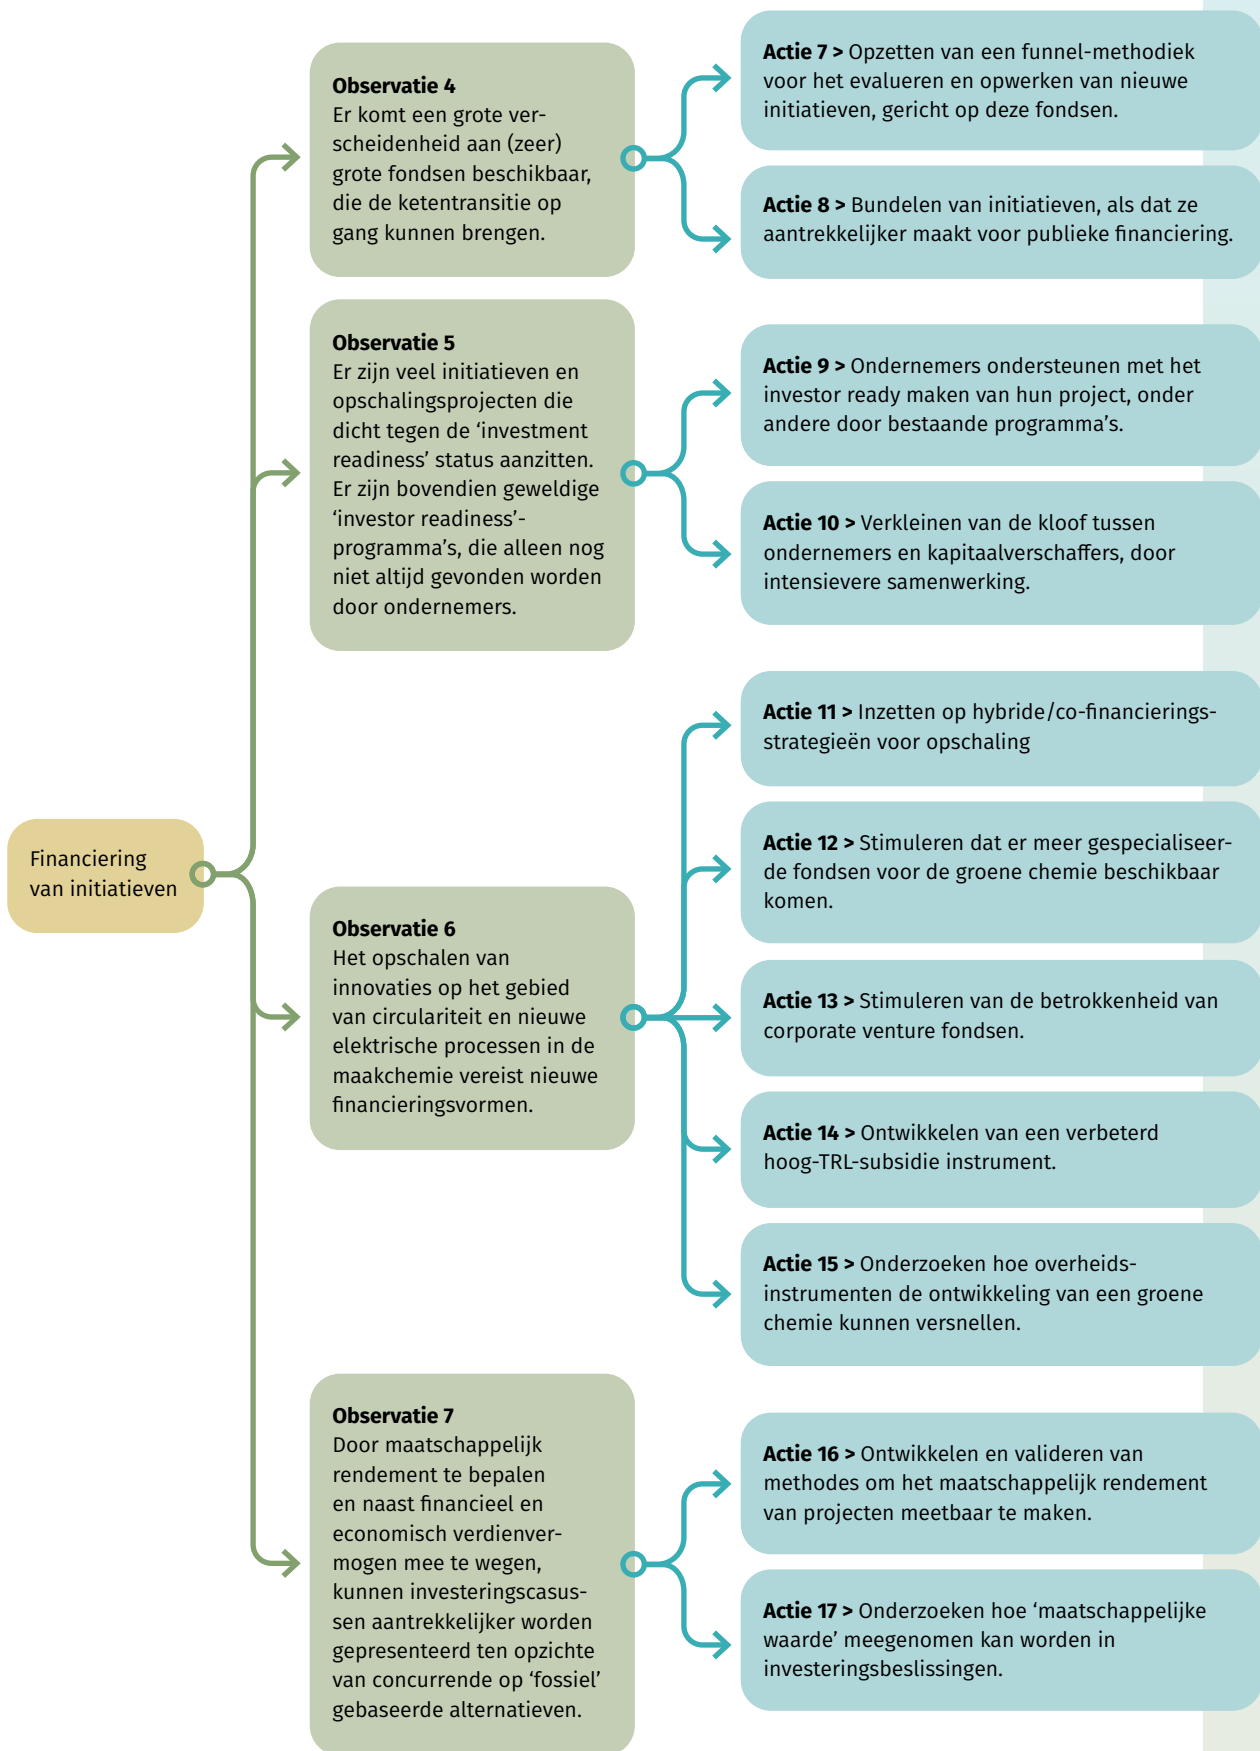 Financiering
van initiatieven
Observatie 4
Er komt een grote ver-
scheidenheid aan (zeer)
grote fondsen beschikbaar,
die de ketentransitie op
gang kunnen brengen.
Actie 7 > Opzetten van een funnel-methodiek
voor het evalueren en opwerken van nieuwe
initiatieven, gericht op deze fondsen.
Actie 8 > Bundelen van initiatieven, als dat ze
aantrekkelijker maakt voor publieke financiering.
Observatie 5
Er zijn veel initiatieven en
opschalingsprojecten die
dicht tegen de ‘investment
readiness’ status aanzitten.
Er zijn bovendien geweldige
‘investor readiness’-
programma’s, die alleen nog
niet altijd gevonden worden
door ondernemers.
Actie 9 > Ondernemers ondersteunen met het
investor ready maken van hun project, onder
andere door bestaande programma’s.
Actie 10 > Verkleinen van de kloof tussen
ondernemers en kapitaalverschaffers, door
intensievere samenwerking.
Observatie 6
Het opschalen van
innovaties op het gebied
van circulariteit en nieuwe
elektrische processen in de
maakchemie vereist nieuwe
financieringsvormen.
Actie 11 > Inzetten op hybride/co-financierings-
strategieën voor opschaling
Actie 12 > Stimuleren dat er meer gespecialiseer-
de fondsen voor de groene chemie beschikbaar
komen.
Actie 13 > Stimuleren van de betrokkenheid van
corporate venture fondsen.
Actie 14 > Ontwikkelen van een verbeterd
hoog-TRL-subsidie instrument.
Actie 15 > Onderzoeken hoe overheids-
instrumenten de ontwikkeling van een groene
chemie kunnen versnellen.
Observatie 7
Door maatschappelijk
rendement te bepalen
en naast financieel en
economisch verdienver-
mogen mee te wegen,
kunnen investeringscasus-
sen aantrekkelijker worden
gepresenteerd ten opzichte
van concurrende op ‘fossiel’
gebaseerde alternatieven.
Actie 16 > Ontwikkelen en valideren van
methodes om het maatschappelijk rendement
van projecten meetbaar te maken.
Actie 17 > Onderzoeken hoe ‘maatschappelijke
waarde’ meegenomen kan worden in
investeringsbeslissingen.